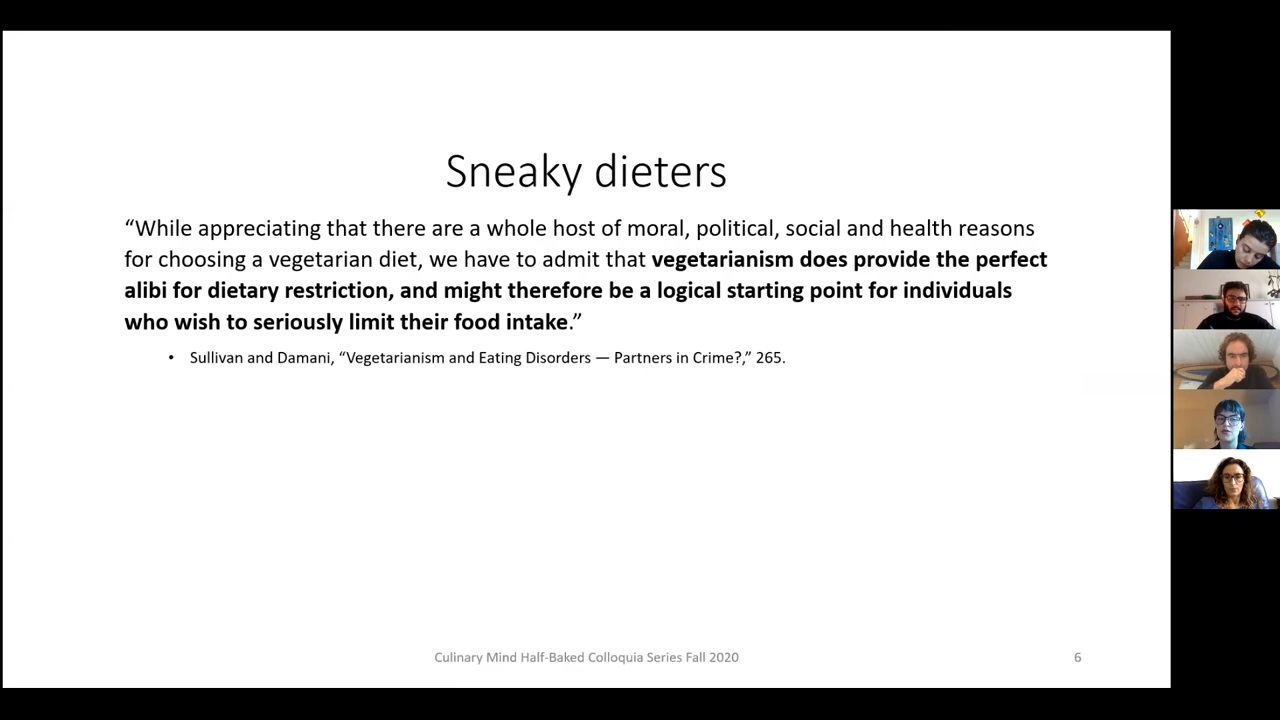 Sneaky dieters
“While appreciating that there are a whole host of moral, political, social and health reasons
for choosing a vegetarian diet, we have to admit that vegetarianism does provide the perfect
alibi for dietary restriction, and might therefore be a logical starting point for individuals
who wish to seriously limit their food intake.”
• Sullivan and Damani, “Vegetarianism and Eating Disorders — Partners in Crime?,” 265.
Culinary Mind Half-Baked Colloquia Series Fall 2020
6